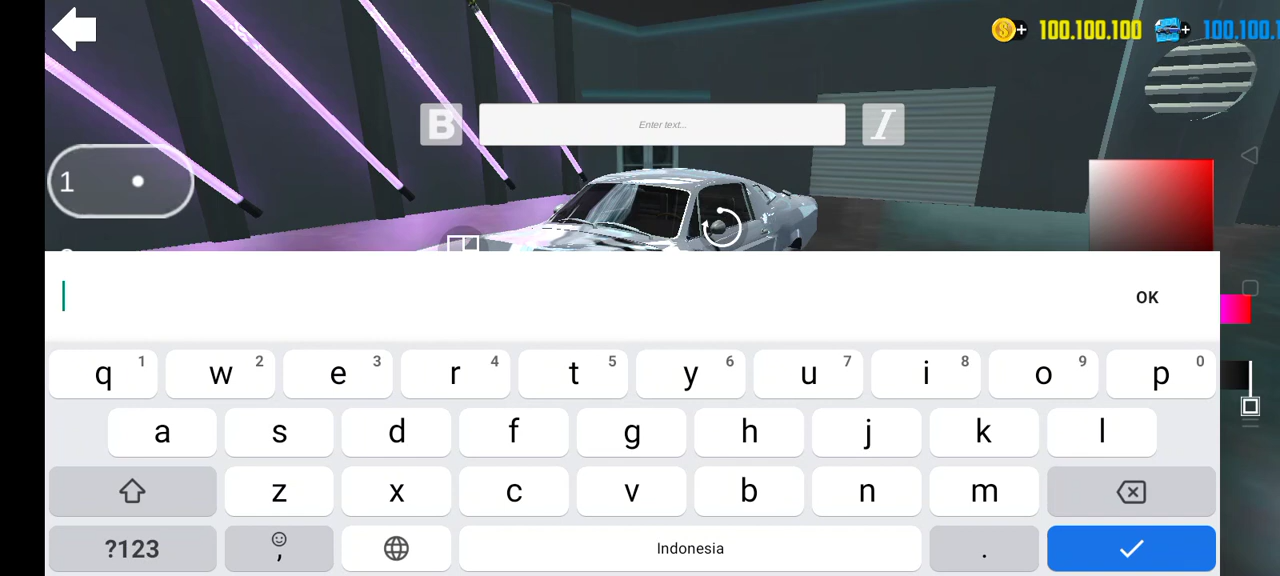 100.100.100 100.100.1
B Enter text... I
1
OK
q 1 w 2 e 3 r 4 t 5 y 6 u 7 i 8 o 9 p 0
a s d f g h j k l
z x c v b n m
?123 , Indonesia .